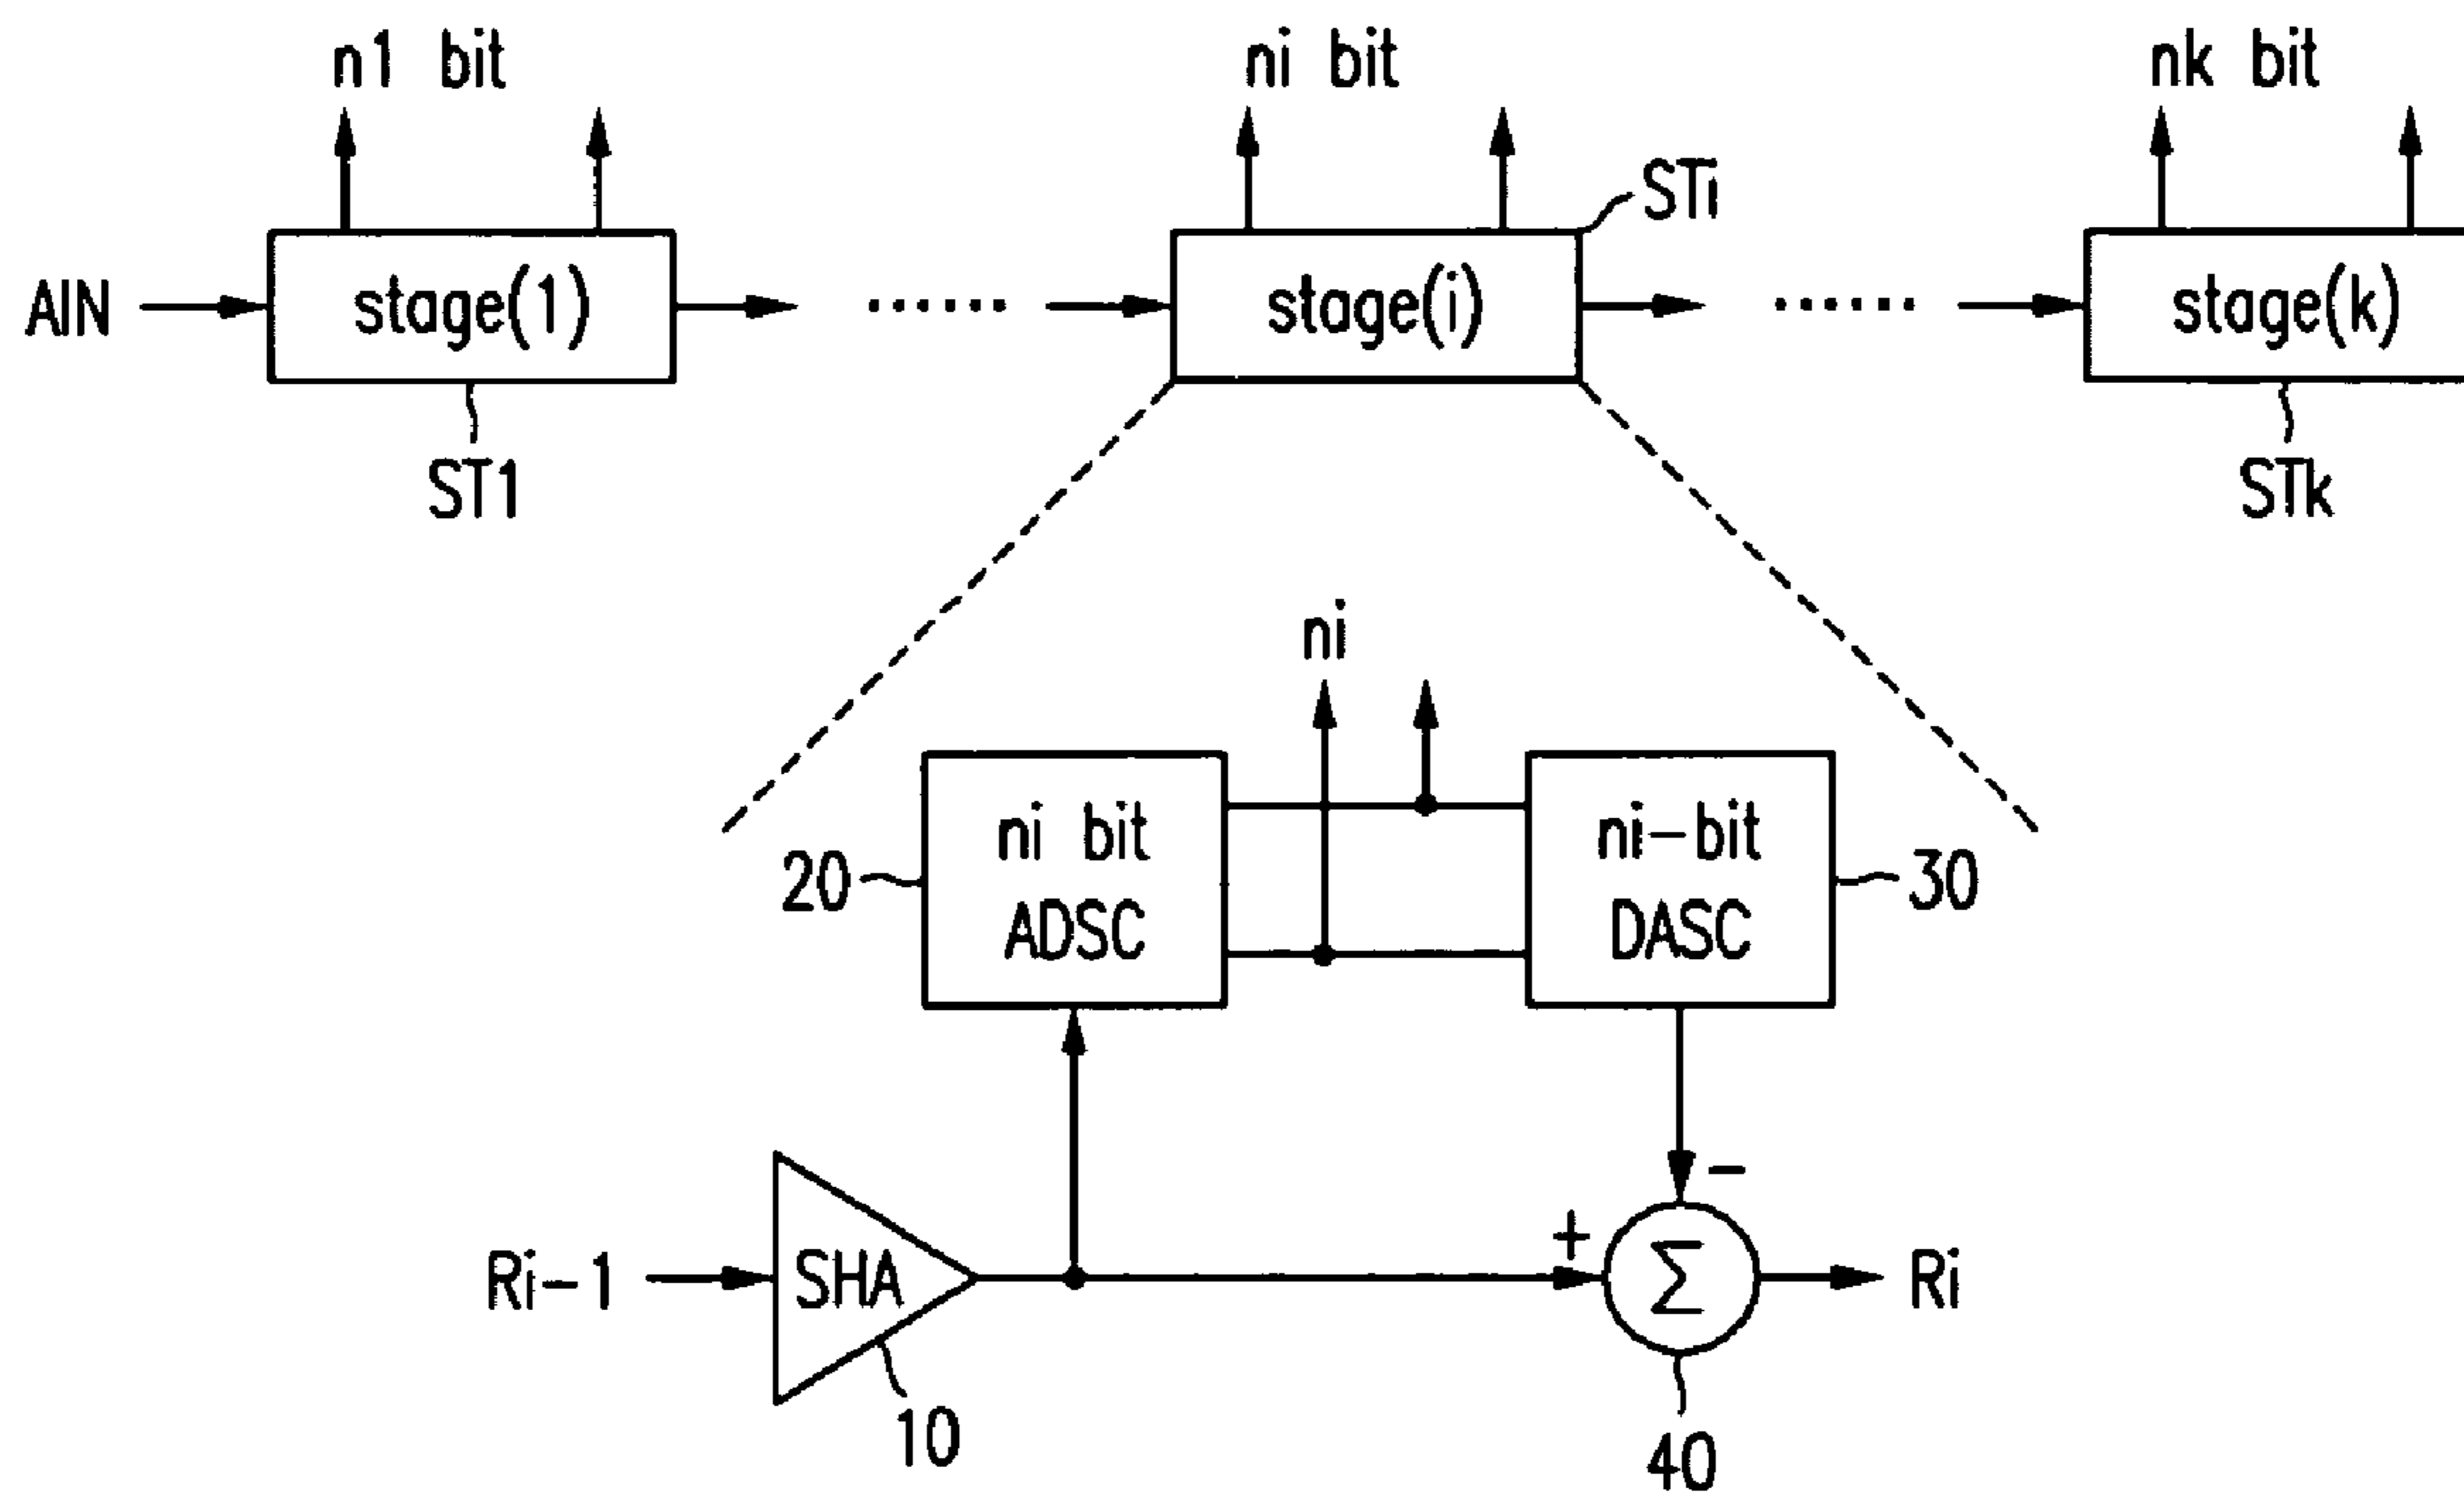 n1 bit
ni bit
nk bit
STi
AIN
stage(1)
......
stage(i)
......
stage(k)
ST1
STk
ni
ni bit
ADSC
ni-bit
DASC
20
30
-
+
Ri-1
SHA
Σ
Ri
10
40